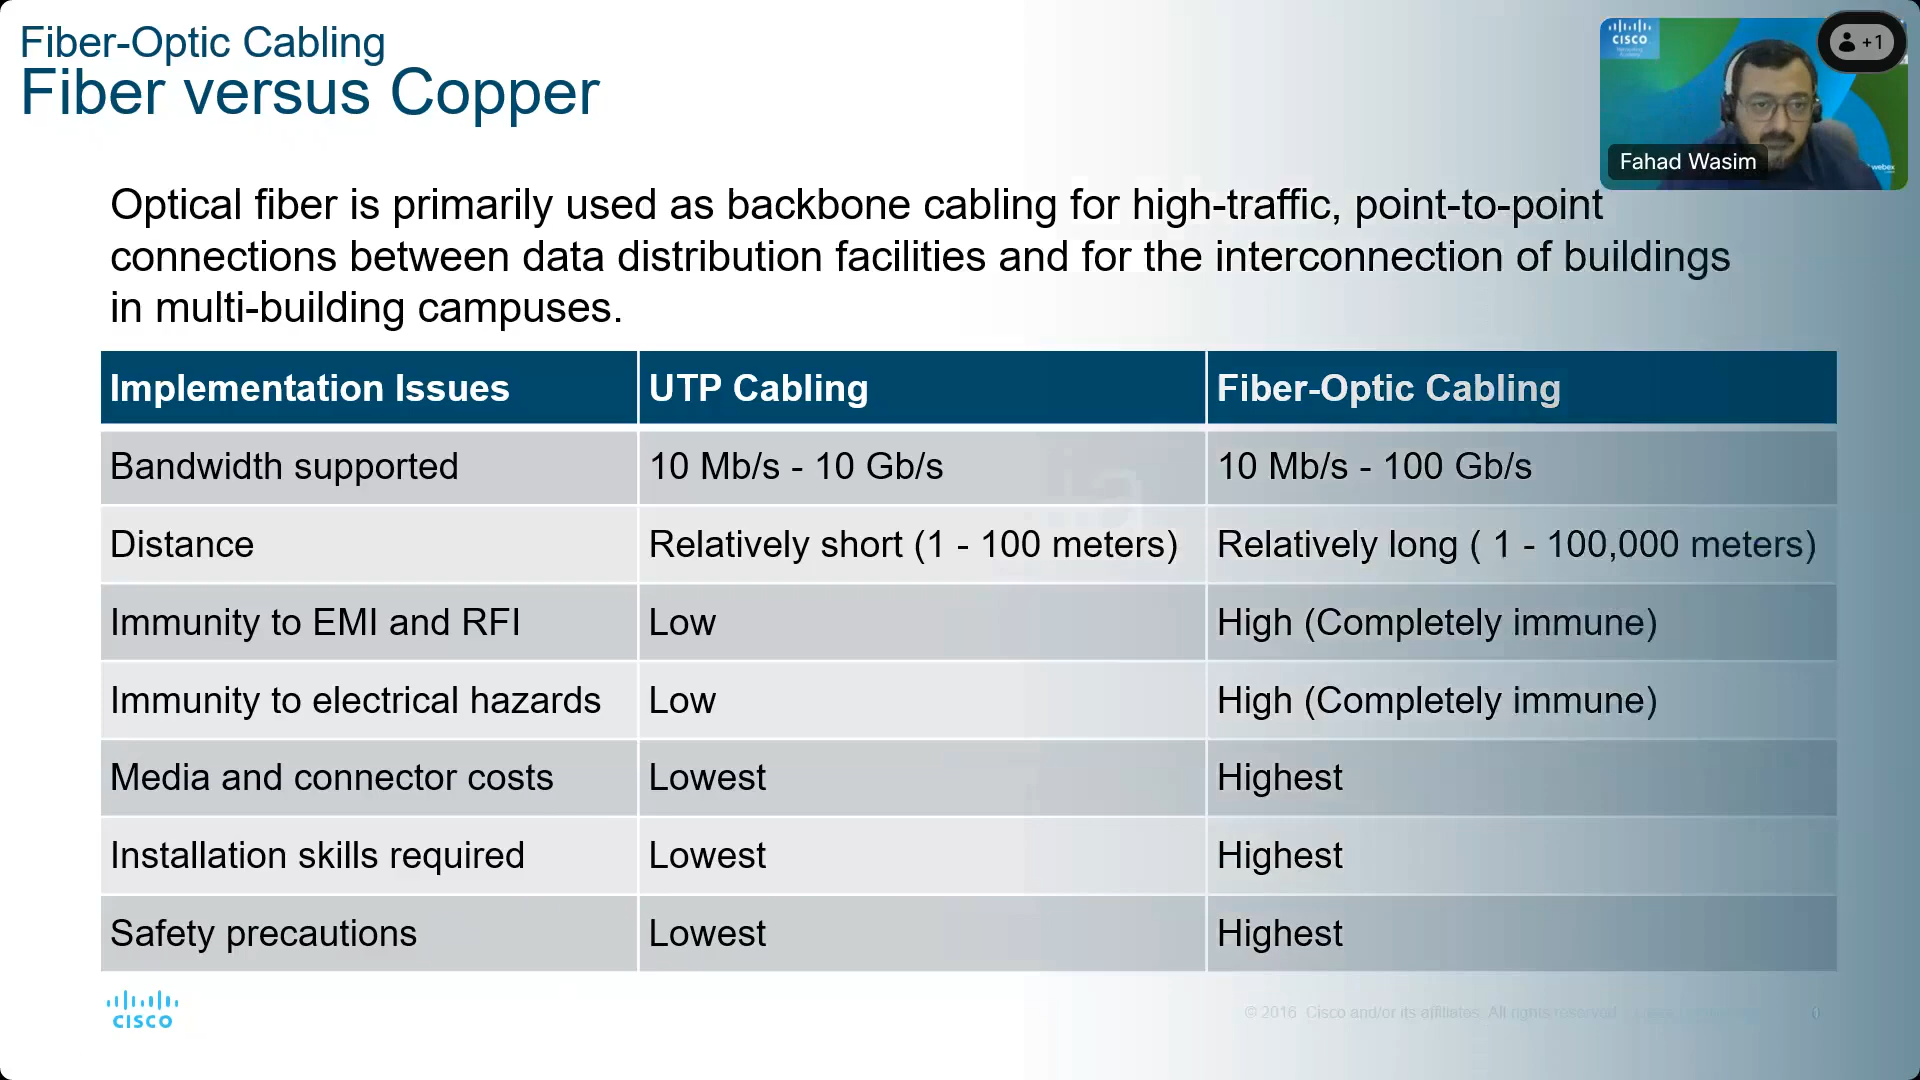 Fiber-Optic Cabling
Fiber versus Copper
CISCO
+1
Fahad Wasim
webex
Optical fiber is primarily used as backbone cabling for high-traffic, point-to-point
connections between data distribution facilities and for the interconnection of buildings
in multi-building campuses.
Implementation Issues UTP Cabling Fiber-Optic Cabling
Bandwidth supported 10 Mb/s - 10 Gb/s 10 Mb/s - 100 Gb/s
Distance Relatively short (1 - 100 meters) Relatively long ( 1 - 100,000 meters)
Immunity to EMI and RFI Low High (Completely immune)
Immunity to electrical hazards Low High (Completely immune)
Media and connector costs Lowest Highest
Installation skills required Lowest Highest
Safety precautions Lowest Highest
CISCO
© 2016 Cisco and/or its affiliates. All rights reserved.